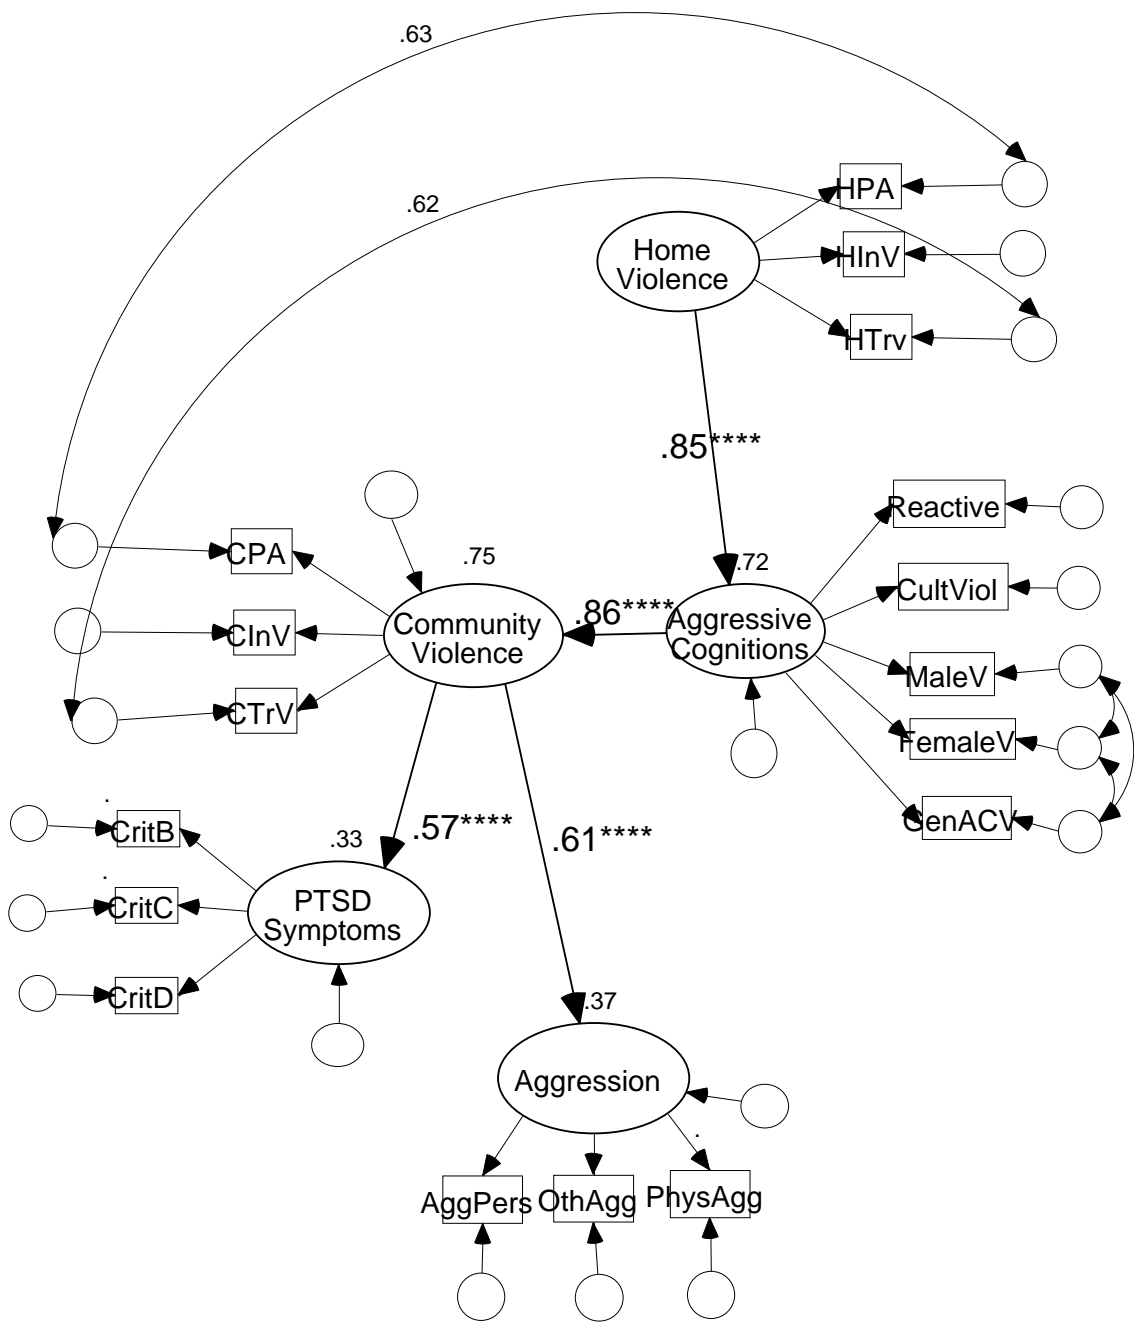 .63
.62
HPA
Home
Violence
HInV
HTrv
.85****
Reactive
CPA
.75
.72
CultViol
.86****
Community
Violence
Aggressive
Cognitions
CInV
MaleV
CTrV
FemaleV
GenACV
.
CritB
.33
.57****
.61****
.
CritC
PTSD
Symptoms
CritD
.37
Aggression
.
AggPers
OthAgg
PhysAgg